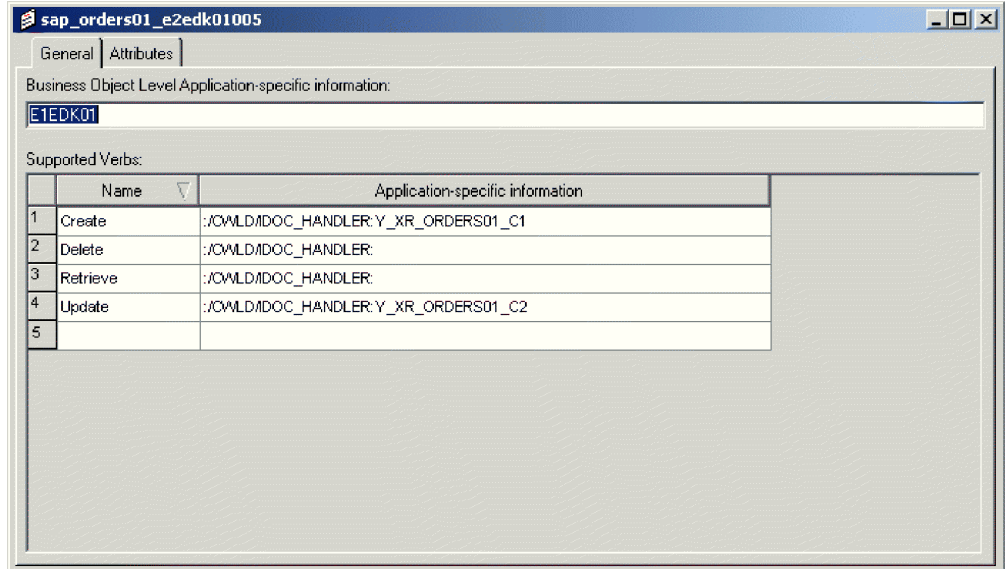 sap_orders01_e2edk01005
General Attributes
Business Object Level Application-specific information:
E1EDK01
Supported Verbs:
Name Application-specific information
1 Create :/CWLD/IDOC_HANDLER:Y_XR_ORDERS01_C1
2 Delete :/CWLD/IDOC_HANDLER:
3 Retrieve :/CWLD/IDOC_HANDLER:
4 Update :/CWLD/IDOC_HANDLER:Y_XR_ORDERS01_C2
5